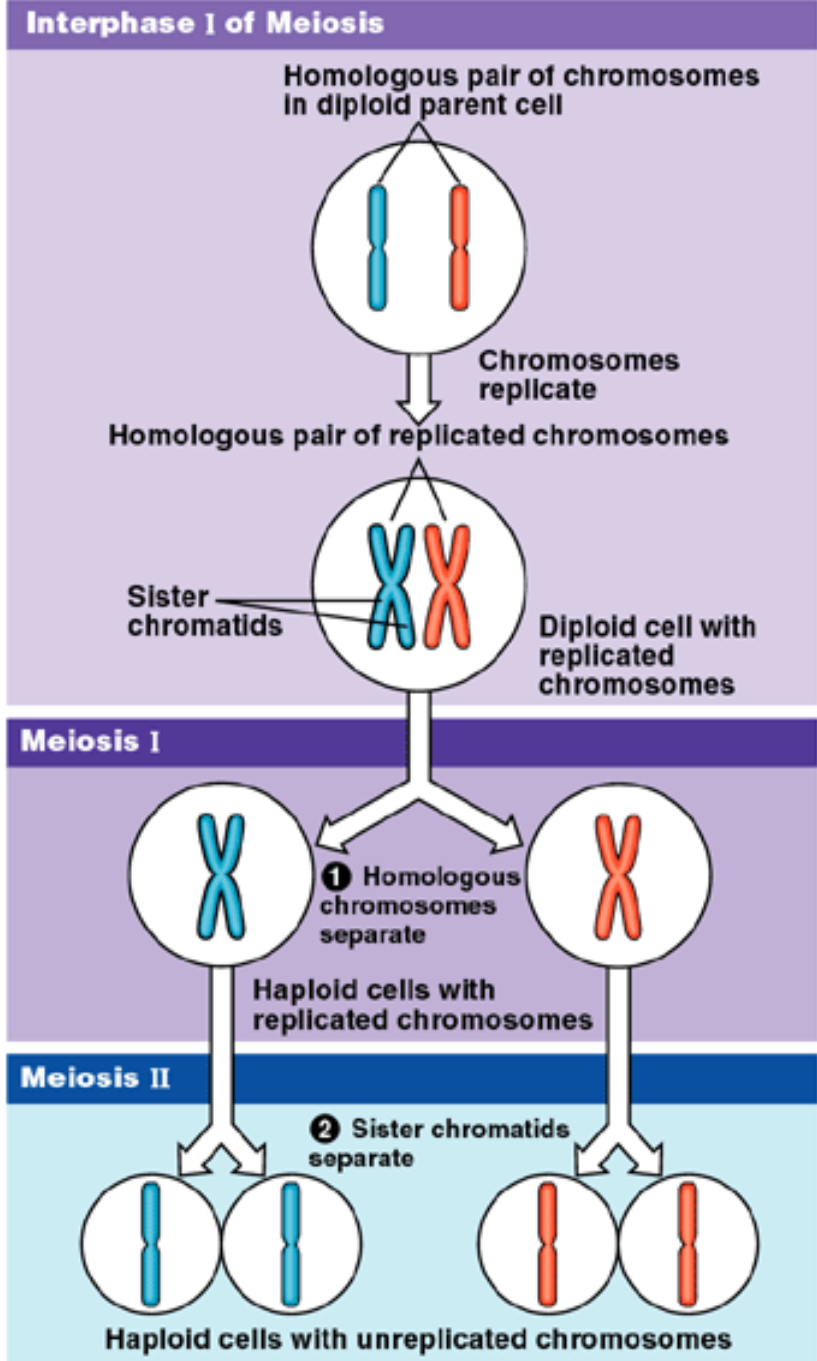 Interphase I of Meiosis
Homologous pair of chromosomes
in diploid parent cell
Chromosomes
replicate
Homologous pair of replicated chromosomes
Sister
chromatids
Diploid cell with
replicated
chromosomes
Meiosis I
1 Homologous
chromosomes
separate
Haploid cells with
replicated chromosomes
Meiosis II
2 Sister chromatids
separate
Haploid cells with unreplicated chromosomes